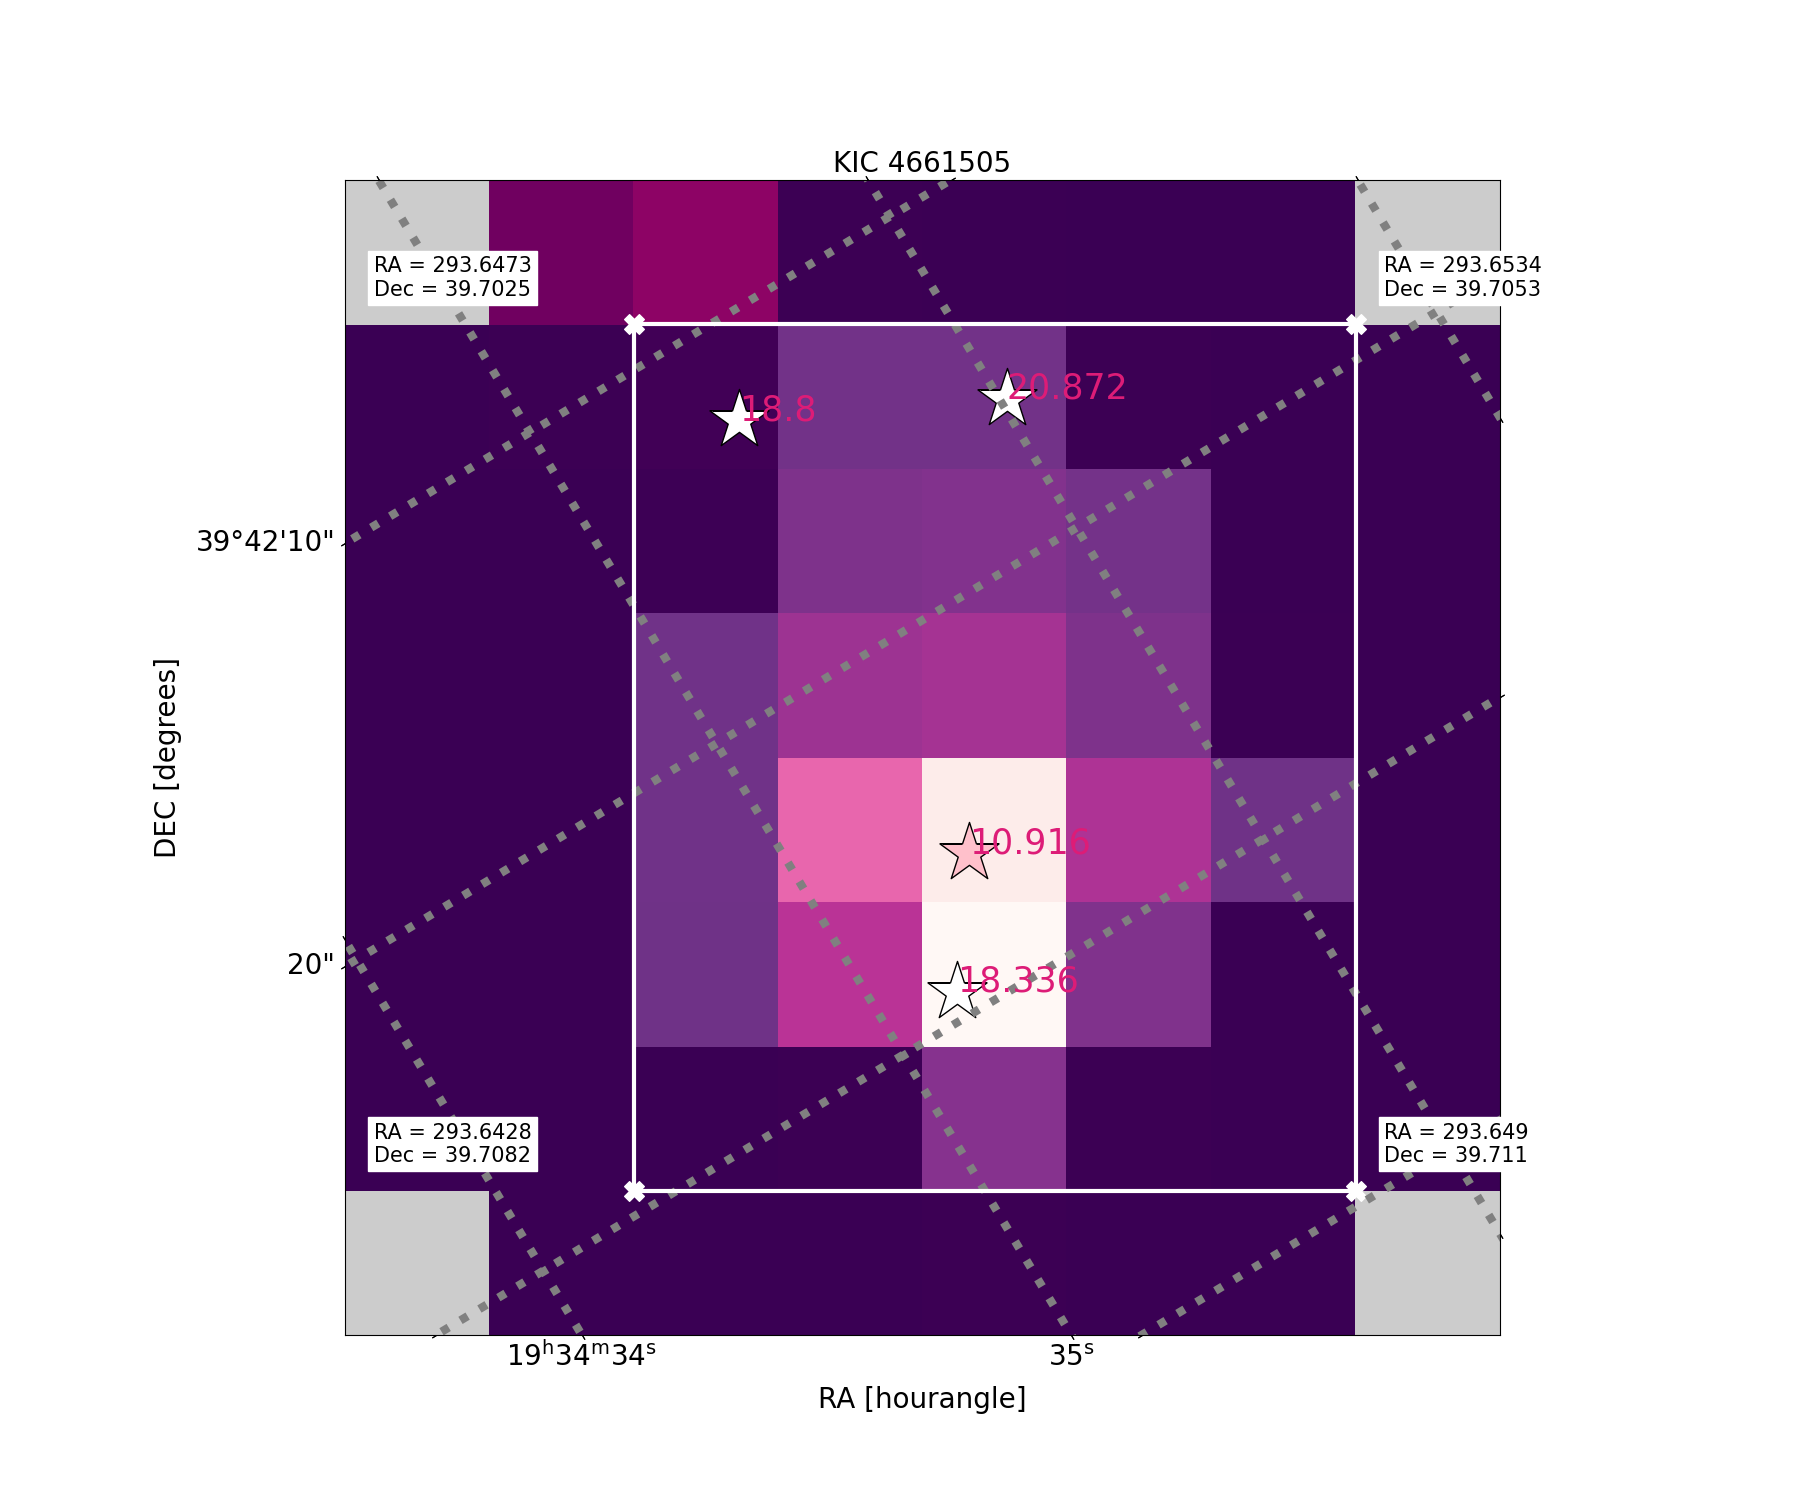 KIC 4661505
RA = 293.6473
Dec = 39.7025
RA = 293.6534
Dec = 39.7053
18.8
20.872
39°42'10"
10.916
20"
18.336
DEC [degrees]
RA = 293.6428
Dec = 39.7082
RA = 293.649
Dec = 39.711
19h34m34s
35s
RA [hourangle]